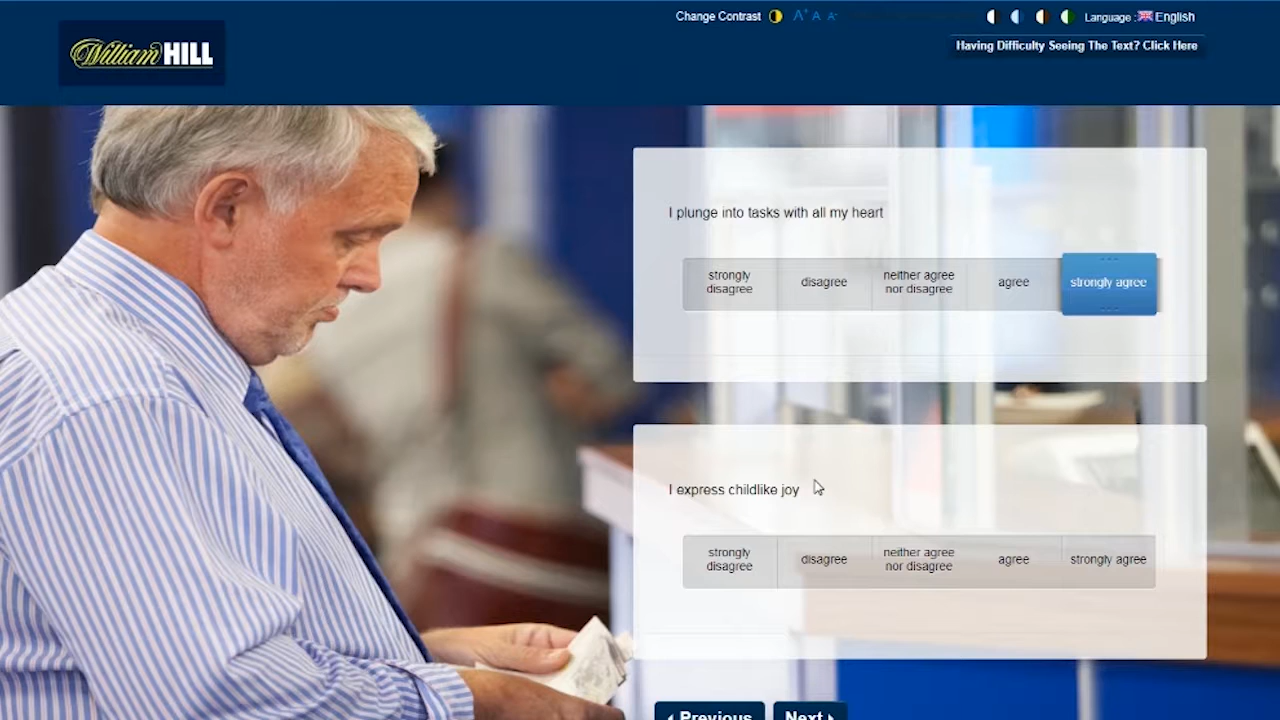 Change Contrast A+ A A-
Language : English
William HILL
Having Difficulty Seeing The Text? Click Here
I plunge into tasks with all my heart
strongly disagree
disagree
neither agree nor disagree
agree
strongly agree
I express childlike joy
strongly disagree
disagree
neither agree nor disagree
agree
strongly agree
Previous
Next